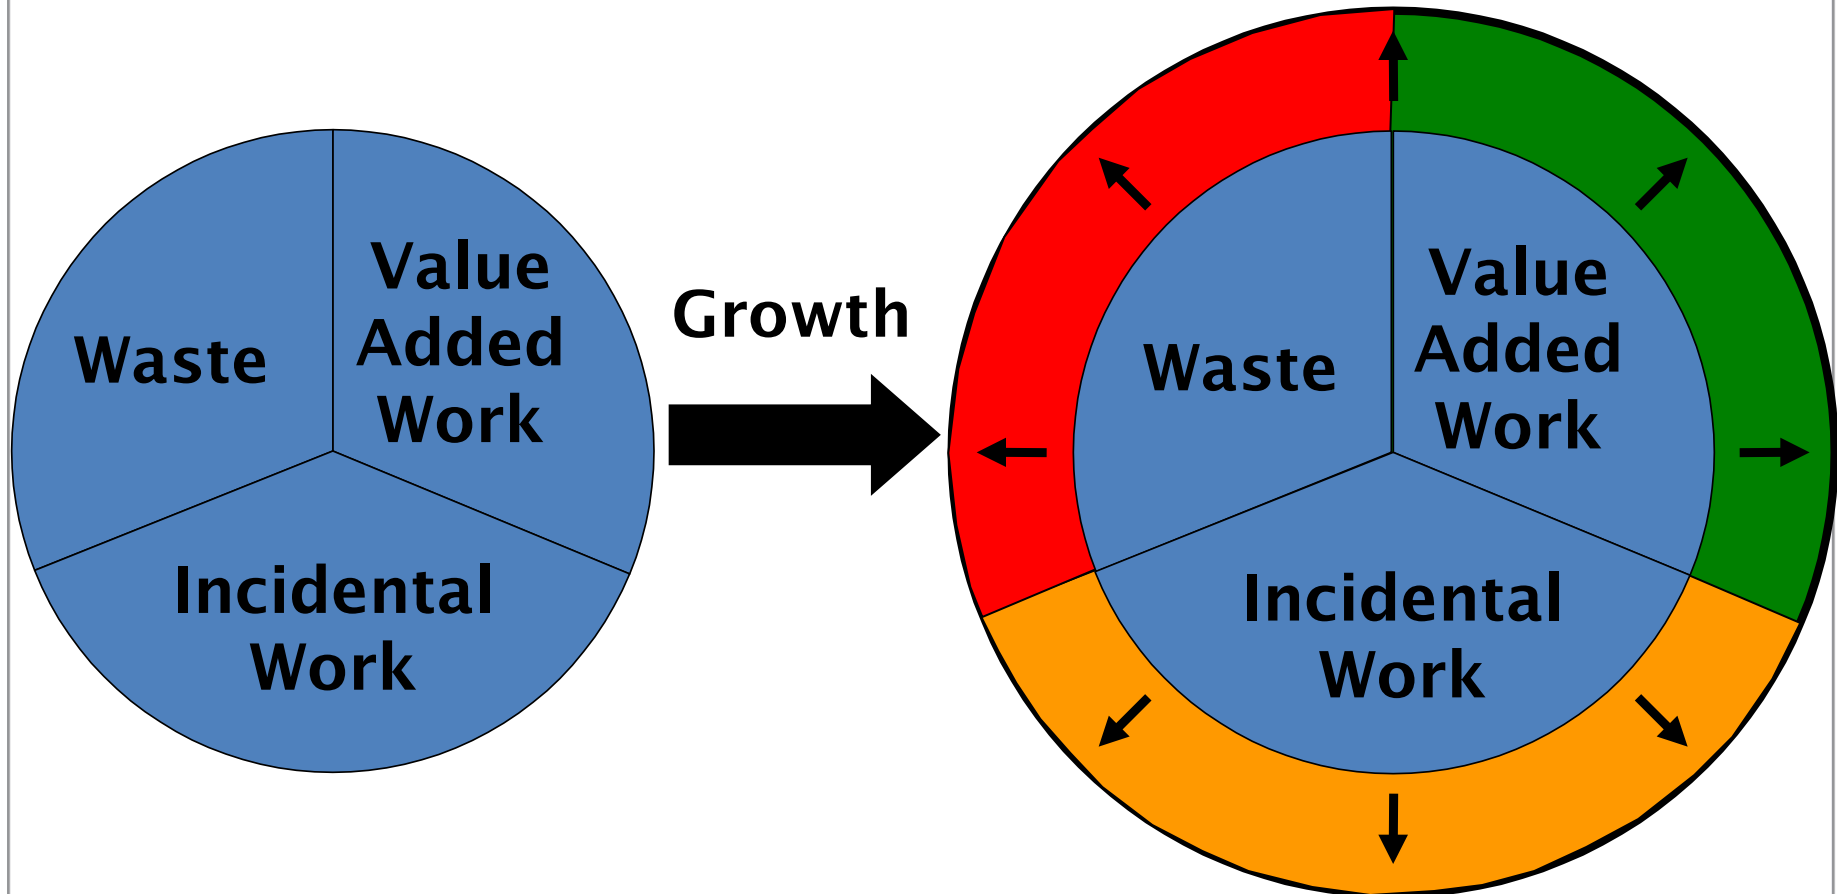 Waste
Value
Added
Work
Incidental
Work
Growth
Waste
Value
Added
Work
Incidental
Work